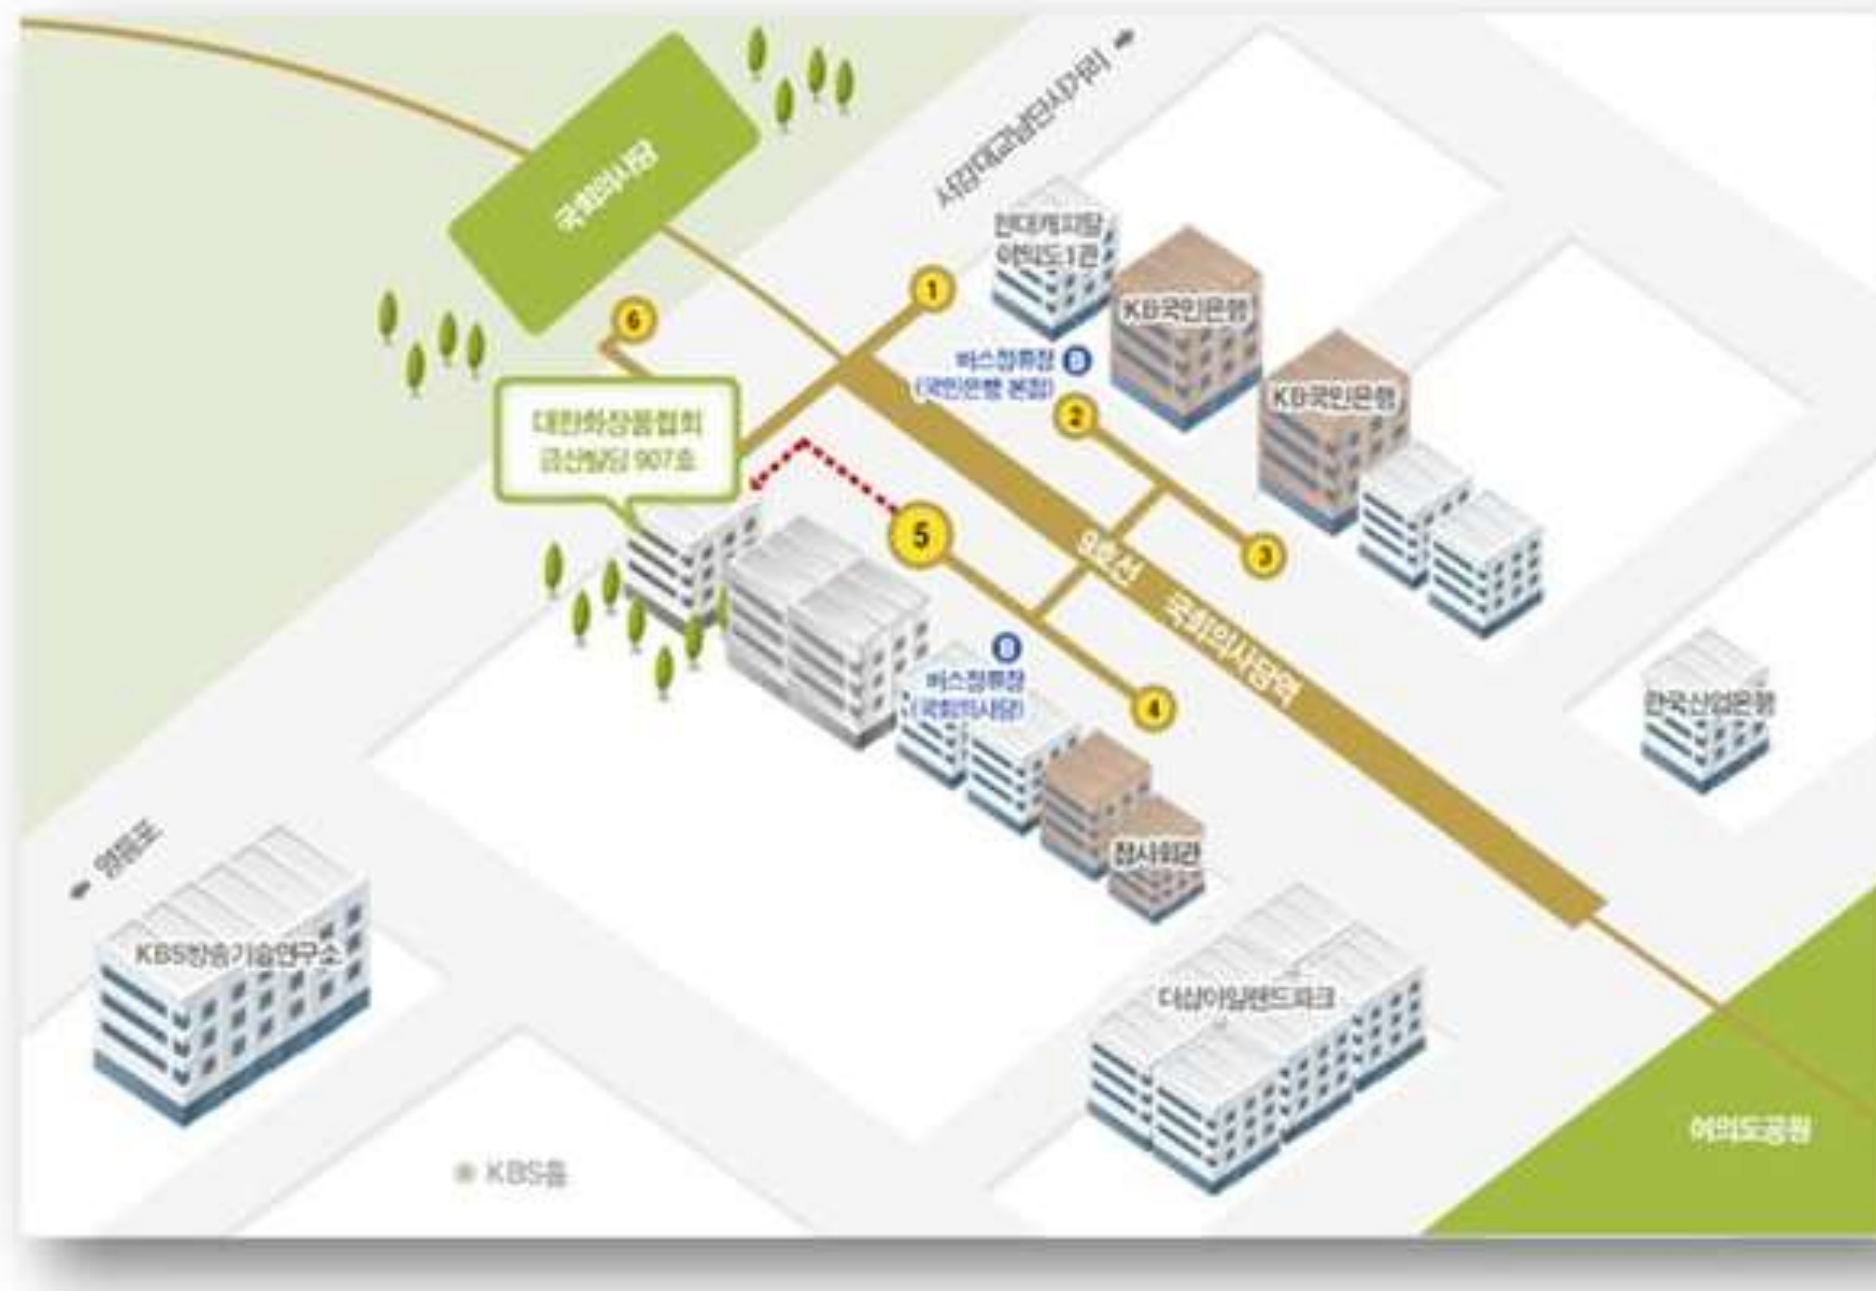 국회의사당
서강대교남단사거리
현대캐피탈
여의도1관
KB국민은행
KB국민은행
1
6
버스정류장 B
(국민은행 본점)
2
대한화장품협회
금산빌딩 907호
5
3
9호선 국회의사당역
B
버스정류장
(국회의사당)
4
한국산업은행
영등포
잠사회관
KBS방송기술연구소
더샵아일랜드파크
여의도공원
KBS홀